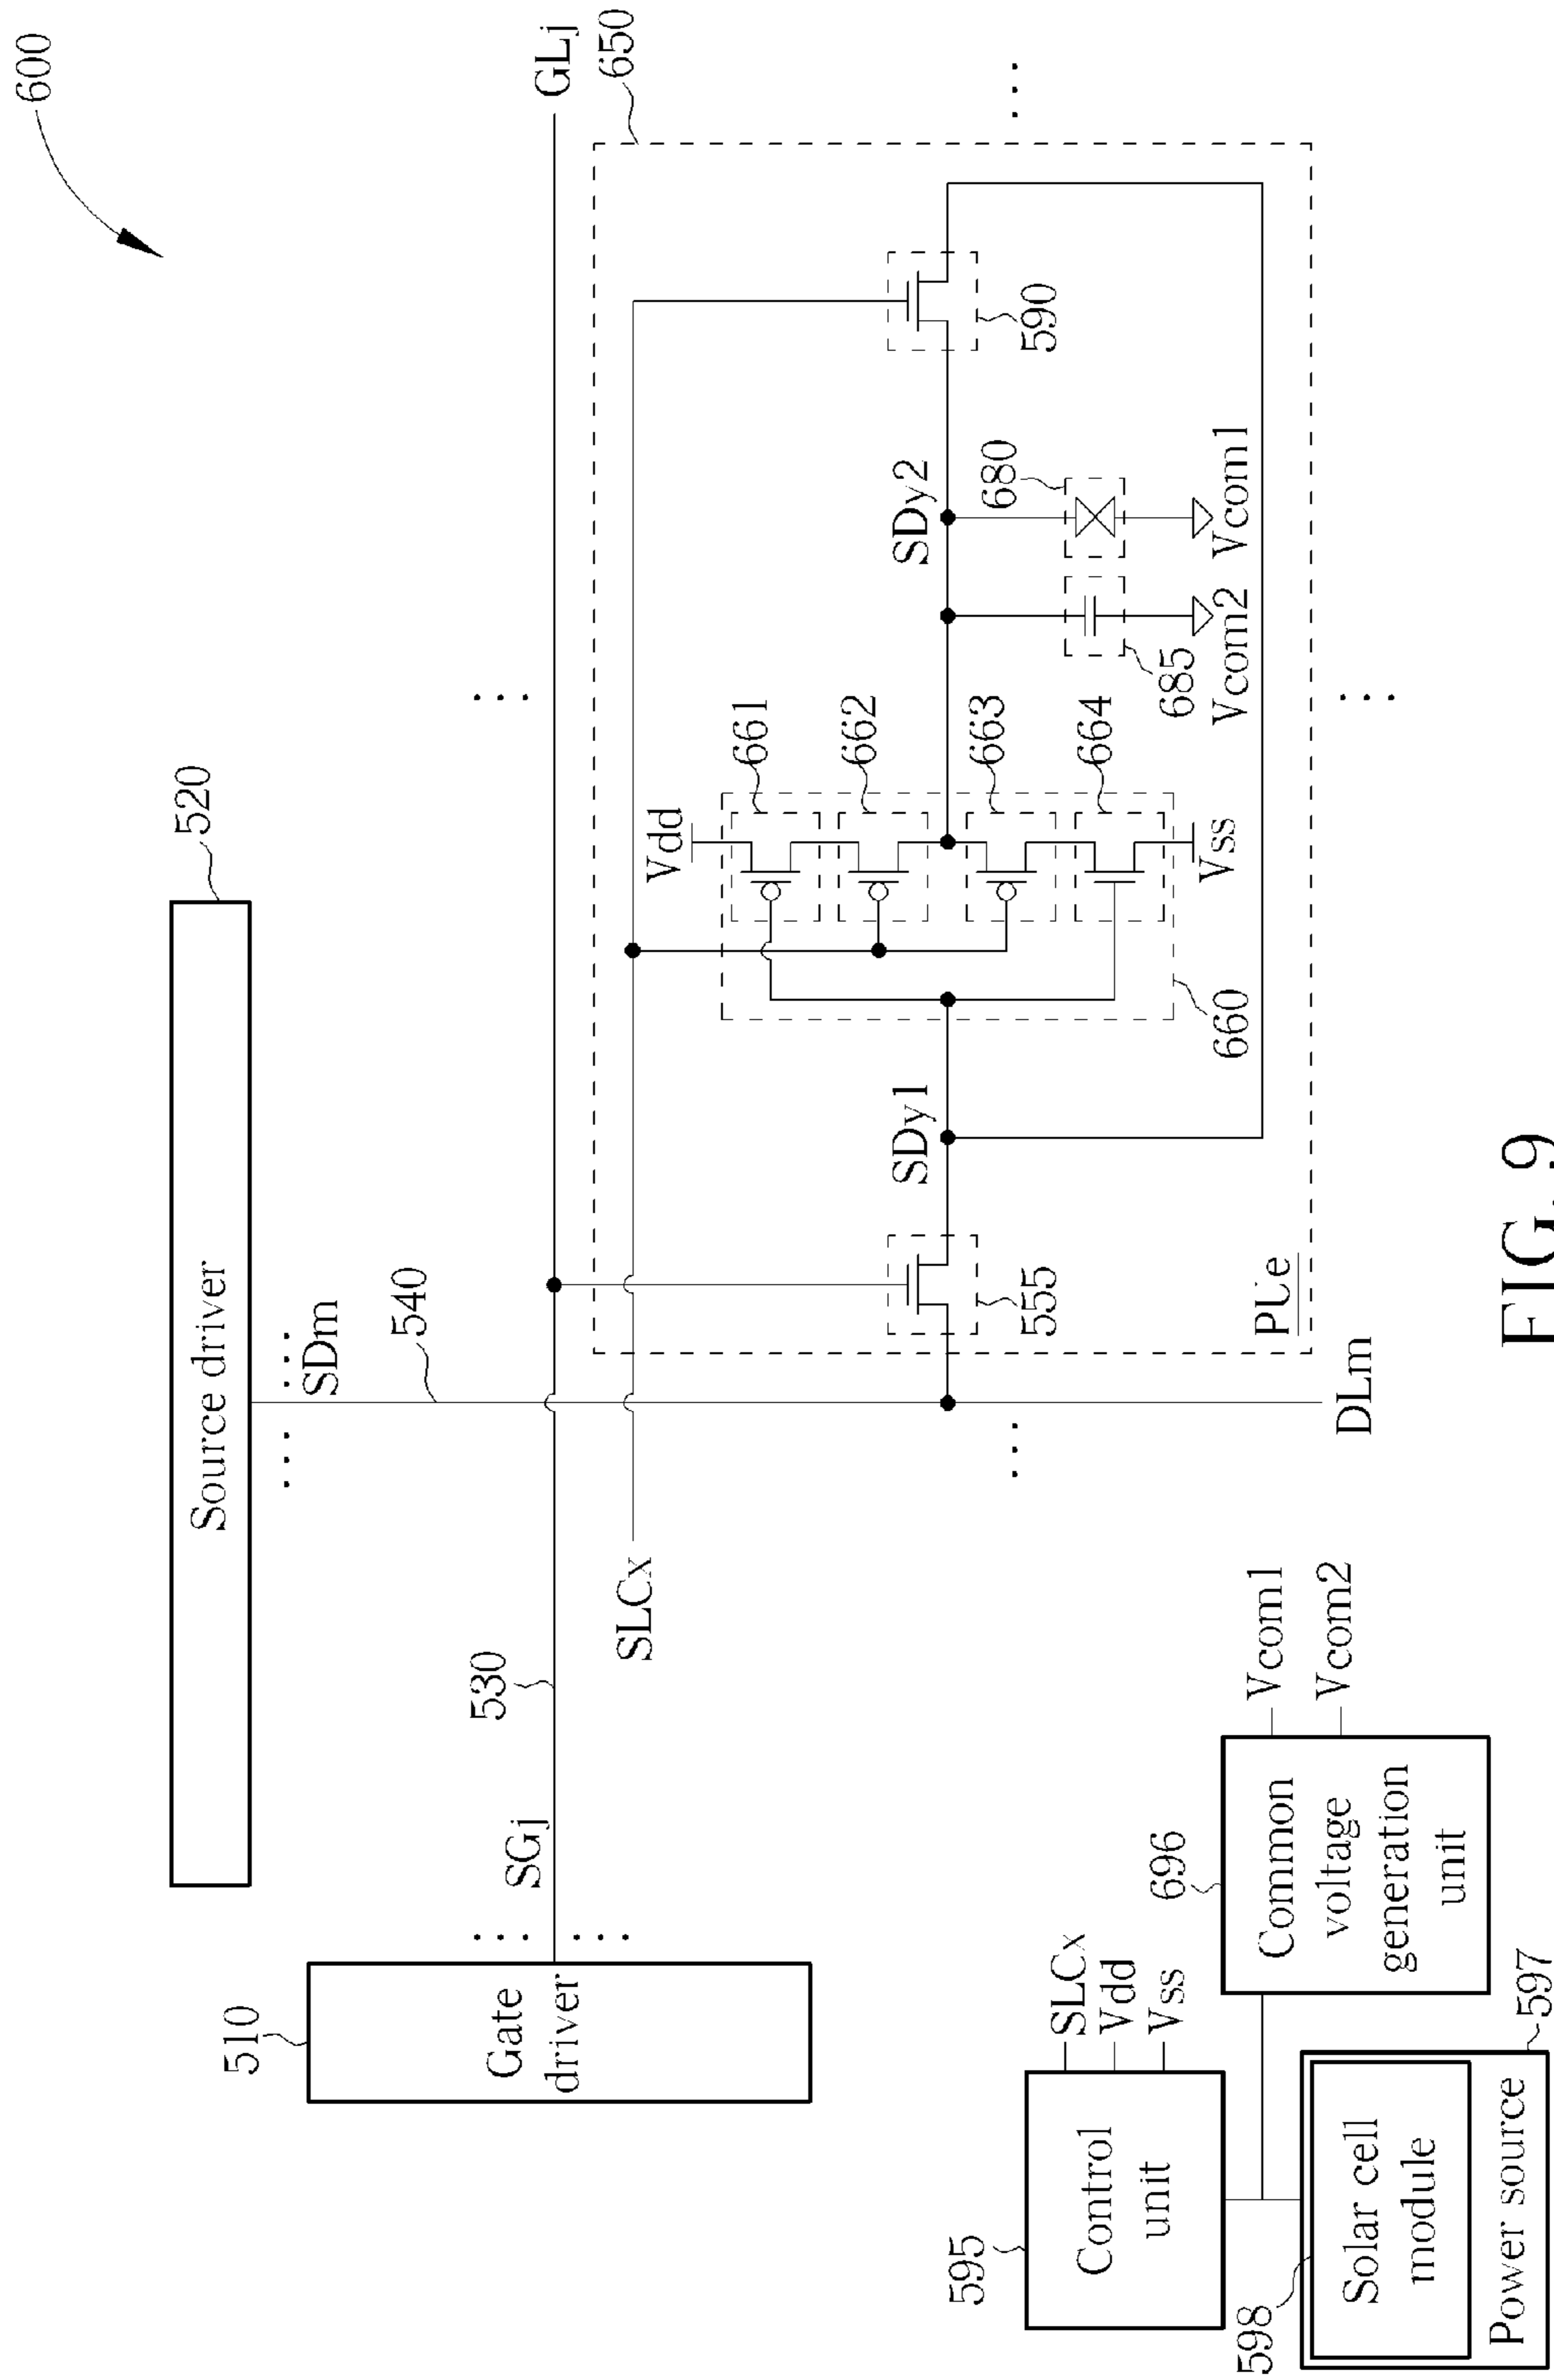 600
520
Source driver
... SDm ...
540
510
Gate
driver
SGj
530
GLj
650
SLCx
Vdd
661
662
663
664
Vss
660
SDy1
SDy2
555
590
680
685
Vcom2
Vcom1
PUe
DLm
595
Control
unit
SLCx
Vdd
Vss
696
Common
voltage
generation
unit
Vcom1
Vcom2
598
Solar cell
module
Power source
597
FIG. 9